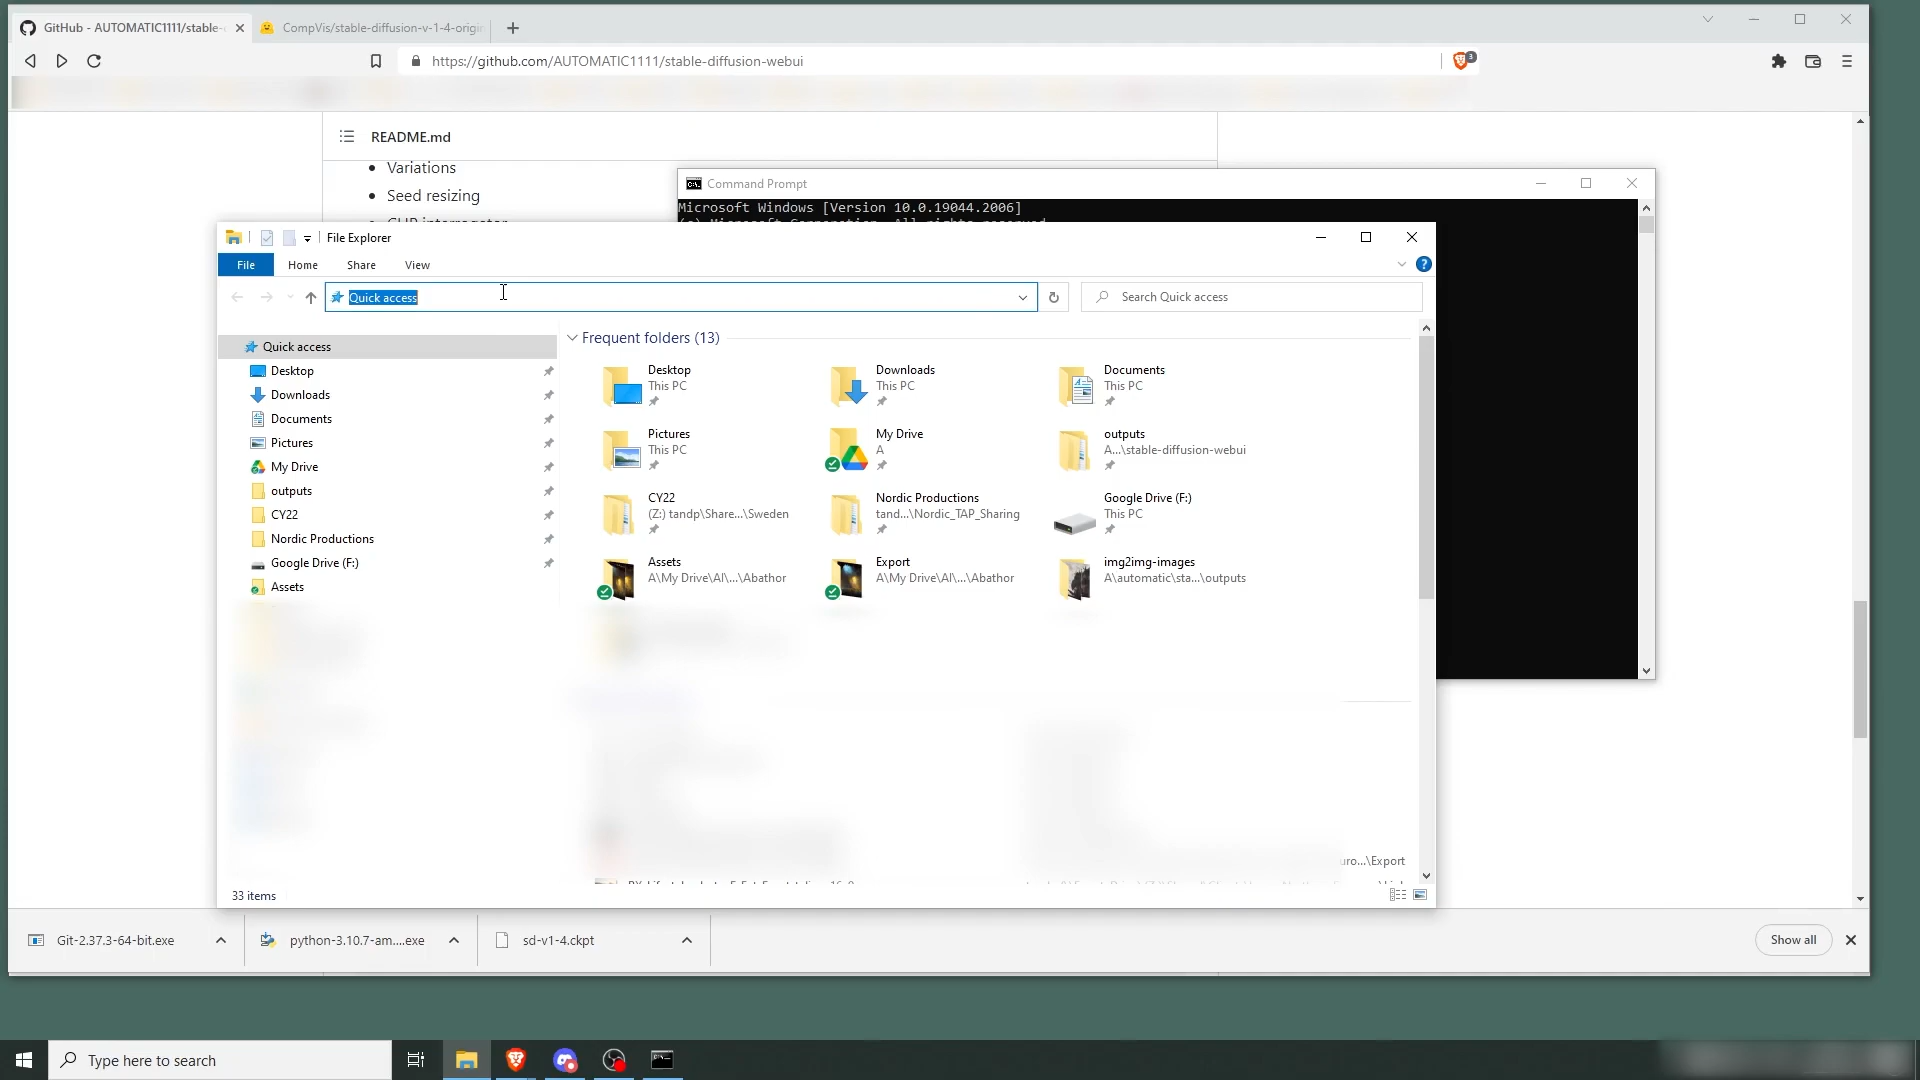 GitHub - AUTOMATIC1111/stable-
CompVis/stable-diffusion-v-1-4-origin
https://github.com/AUTOMATIC1111/stable-diffusion-webui
3
README.md
Variations
Seed resizing
Command Prompt
Microsoft Windows [Version 10.0.19044.2006]
File Explorer
File
Home
Share
View
Quick access
Search Quick access
Quick access
Desktop
Downloads
Documents
Pictures
My Drive
outputs
CY22
Nordic Productions
Google Drive (F:)
Assets
Frequent folders (13)
Desktop
This PC
Downloads
This PC
Documents
This PC
Pictures
This PC
My Drive
A
outputs
A...\stable-diffusion-webui
CY22
(Z:) tandp\Share...\Sweden
Nordic Productions
tand...\Nordic_TAP_Sharing
Google Drive (F:)
This PC
Assets
A\My Drive\AI\...\Abathor
Export
A\My Drive\AI\...\Abathor
img2img-images
A\automatic\sta...\outputs
uro...\Export
33 items
Git-2.37.3-64-bit.exe
python-3.10.7-am....exe
sd-v1-4.ckpt
Show all
Type here to search